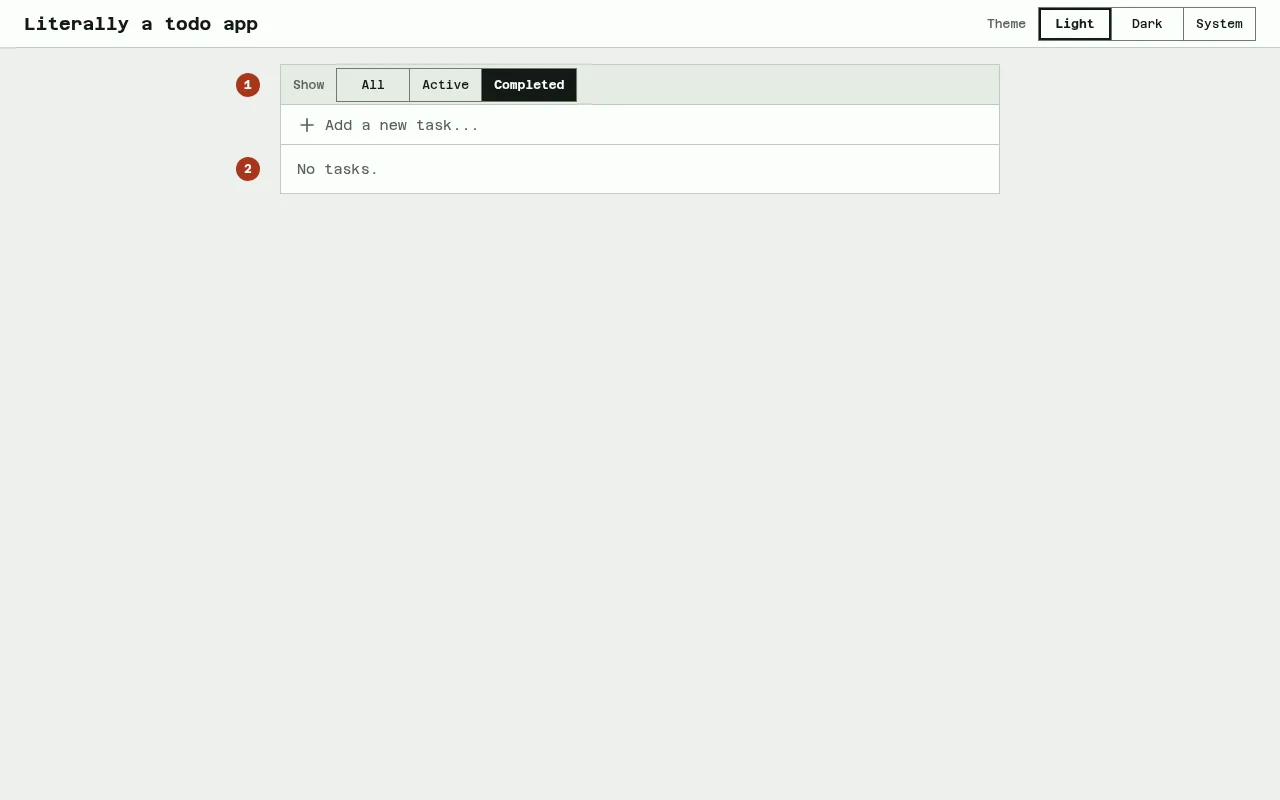 Literally a todo app
Theme Light Dark System
1 Show All Active Completed
Add a new task...
2 No tasks.